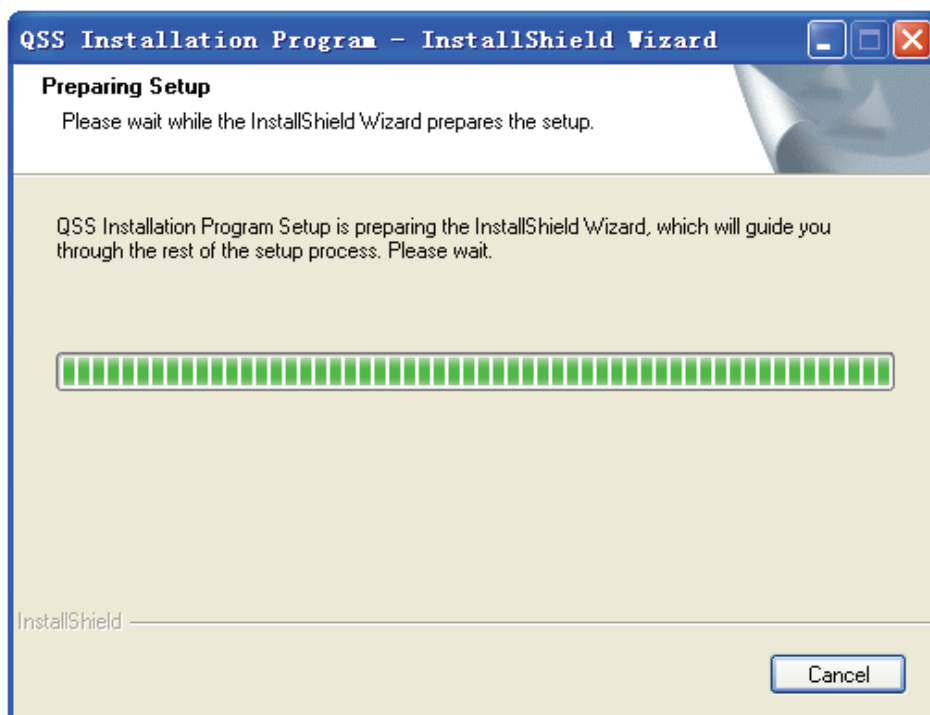 QSS Installation Program - InstallShield Wizard
Preparing Setup
Please wait while the InstallShield Wizard prepares the setup.
QSS Installation Program Setup is preparing the InstallShield Wizard, which will guide you
through the rest of the setup process. Please wait.
InstallShield
Cancel